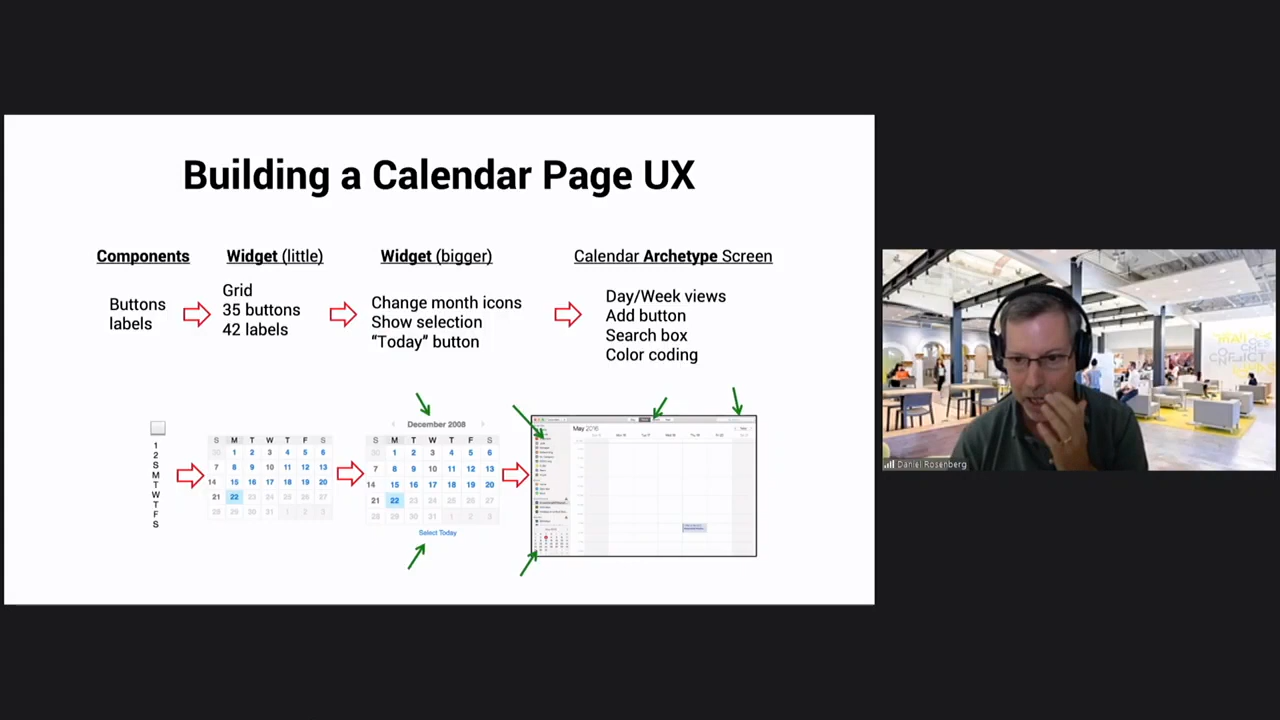 Building a Calendar Page UX
Components
Widget (little)
Widget (bigger)
Calendar Archetype Screen
Buttons
labels
Grid
35 buttons
42 labels
Change month icons
Show selection
“Today” button
Day/Week views
Add button
Search box
Color coding
1
2
S
M
T
W
T
F
S
S M T W T F S
30 1 2 3 4 5 6
7 8 9 10 11 12 13
14 15 16 17 18 19 20
21 22 23 24 25 26 27
28 29 30 31 1 2 3
December 2008
S M T W T F S
30 1 2 3 4 5 6
7 8 9 10 11 12 13
14 15 16 17 18 19 20
21 22 23 24 25 26 27
28 29 30 31 1 2 3
Select Today
May 2016
Daniel Rosenberg